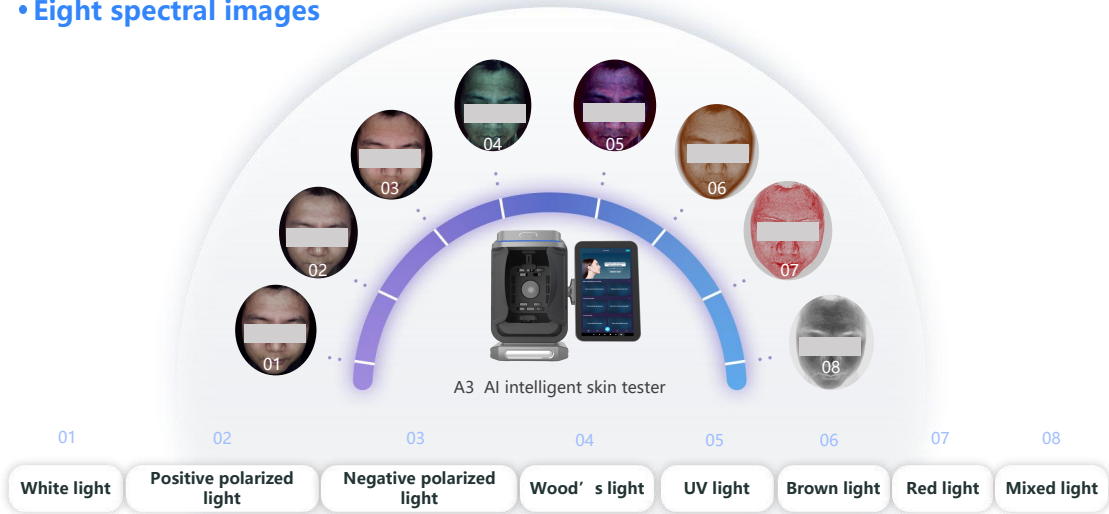 • Eight spectral images
04
05
03
06
02
07
01
08
A3 AI intelligent skin tester
01
02
03
04
05
06
07
08
White light
Positive polarized
light
Negative polarized
light
Wood’ s light
UV light
Brown light
Red light
Mixed light